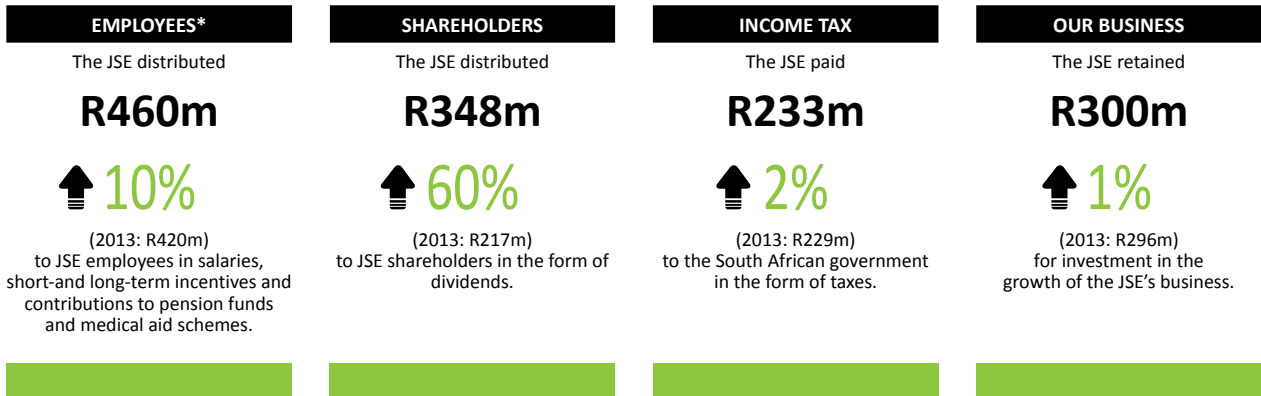 EMPLOYEES*
The JSE distributed
R460m
10%
(2013: R420m)
to JSE employees in salaries,
short-and long-term incentives and
contributions to pension funds
and medical aid schemes.
SHAREHOLDERS
The JSE distributed
R348m
60%
(2013: R217m)
to JSE shareholders in the form of
dividends.
INCOME TAX
The JSE paid
R233m
2%
(2013: R229m)
to the South African government
in the form of taxes.
OUR BUSINESS
The JSE retained
R300m
1%
(2013: R296m)
for investment in the
growth of the JSE's business.